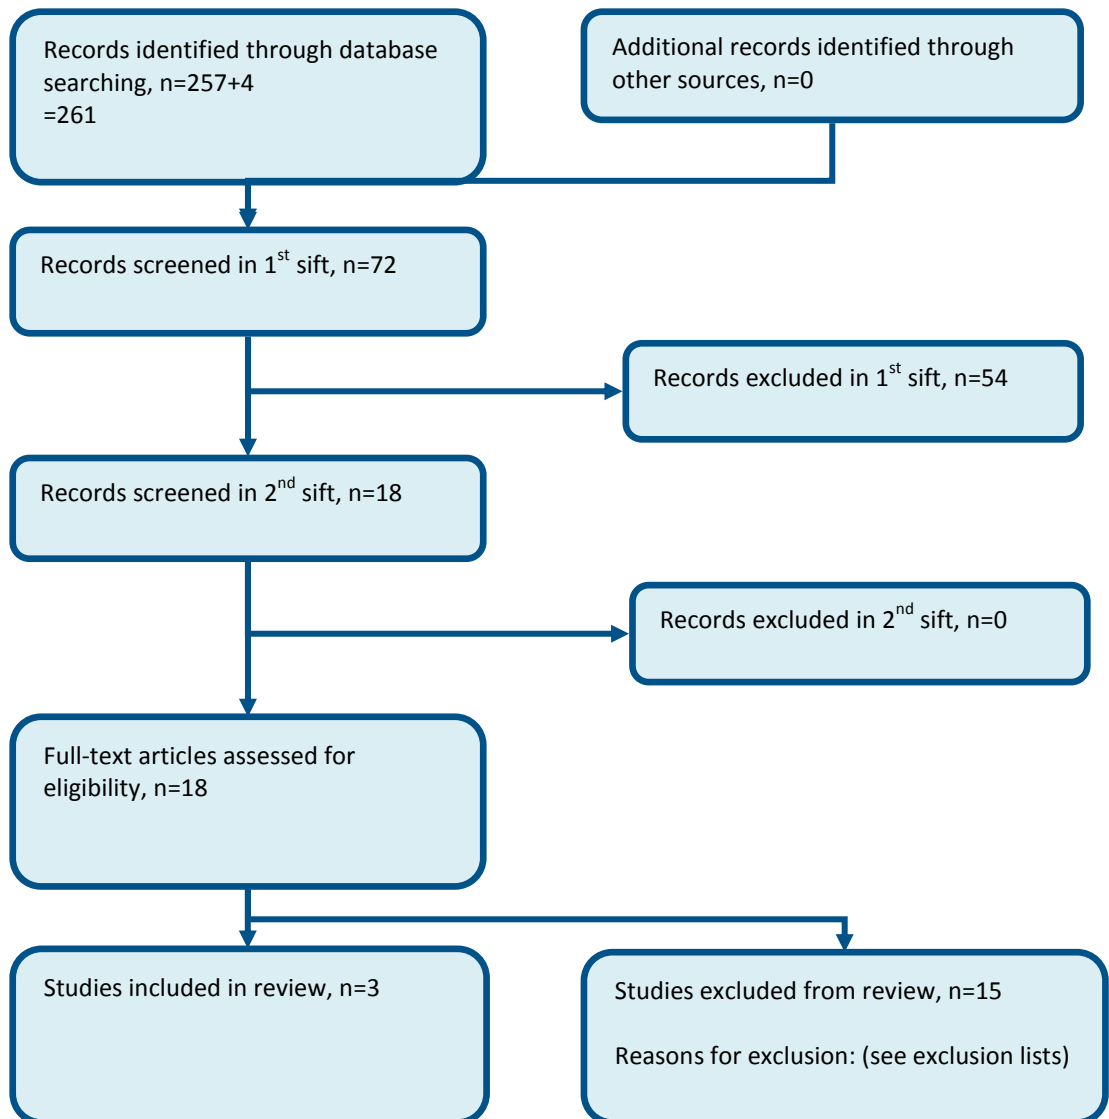 Records identified through database
searching, n=257+4
=261
Additional records identified through
other sources, n=0
Records screened in 1st sift, n=72
Records excluded in 1st sift, n=54
Records screened in 2nd sift, n=18
Records excluded in 2nd sift, n=0
Full-text articles assessed for
eligibility, n=18
Studies included in review, n=3
Studies excluded from review, n=15
Reasons for exclusion: (see exclusion lists)